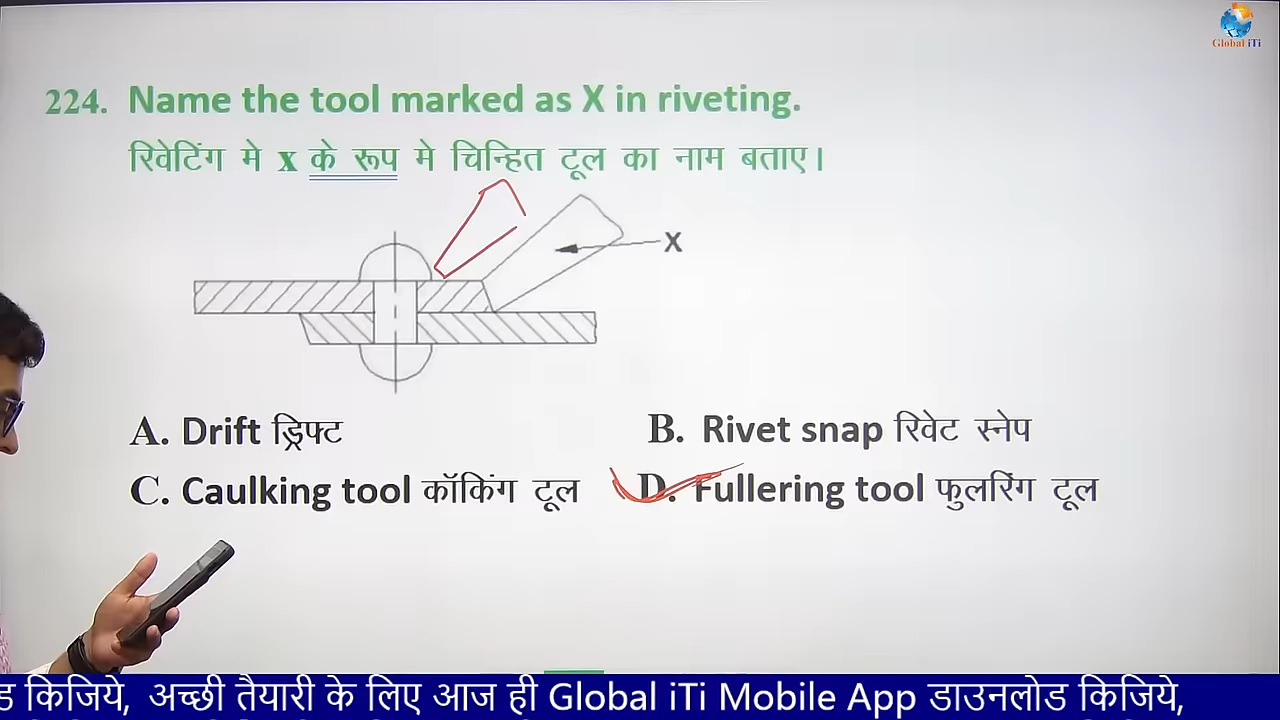 Global iTi
224. Name the tool marked as X in riveting.
रिवेटिंग मे x के रूप मे चिन्हित टूल का नाम बताए।
X
A. Drift ड्रिफ्ट
B. Rivet snap रिवेट स्नेप
C. Caulking tool कॉकिंग टूल
D. Fullering tool फुलरिंग टूल
ड किजिये, अच्छी तैयारी के लिए आज ही Global iTi Mobile App डाउनलोड किजिये,